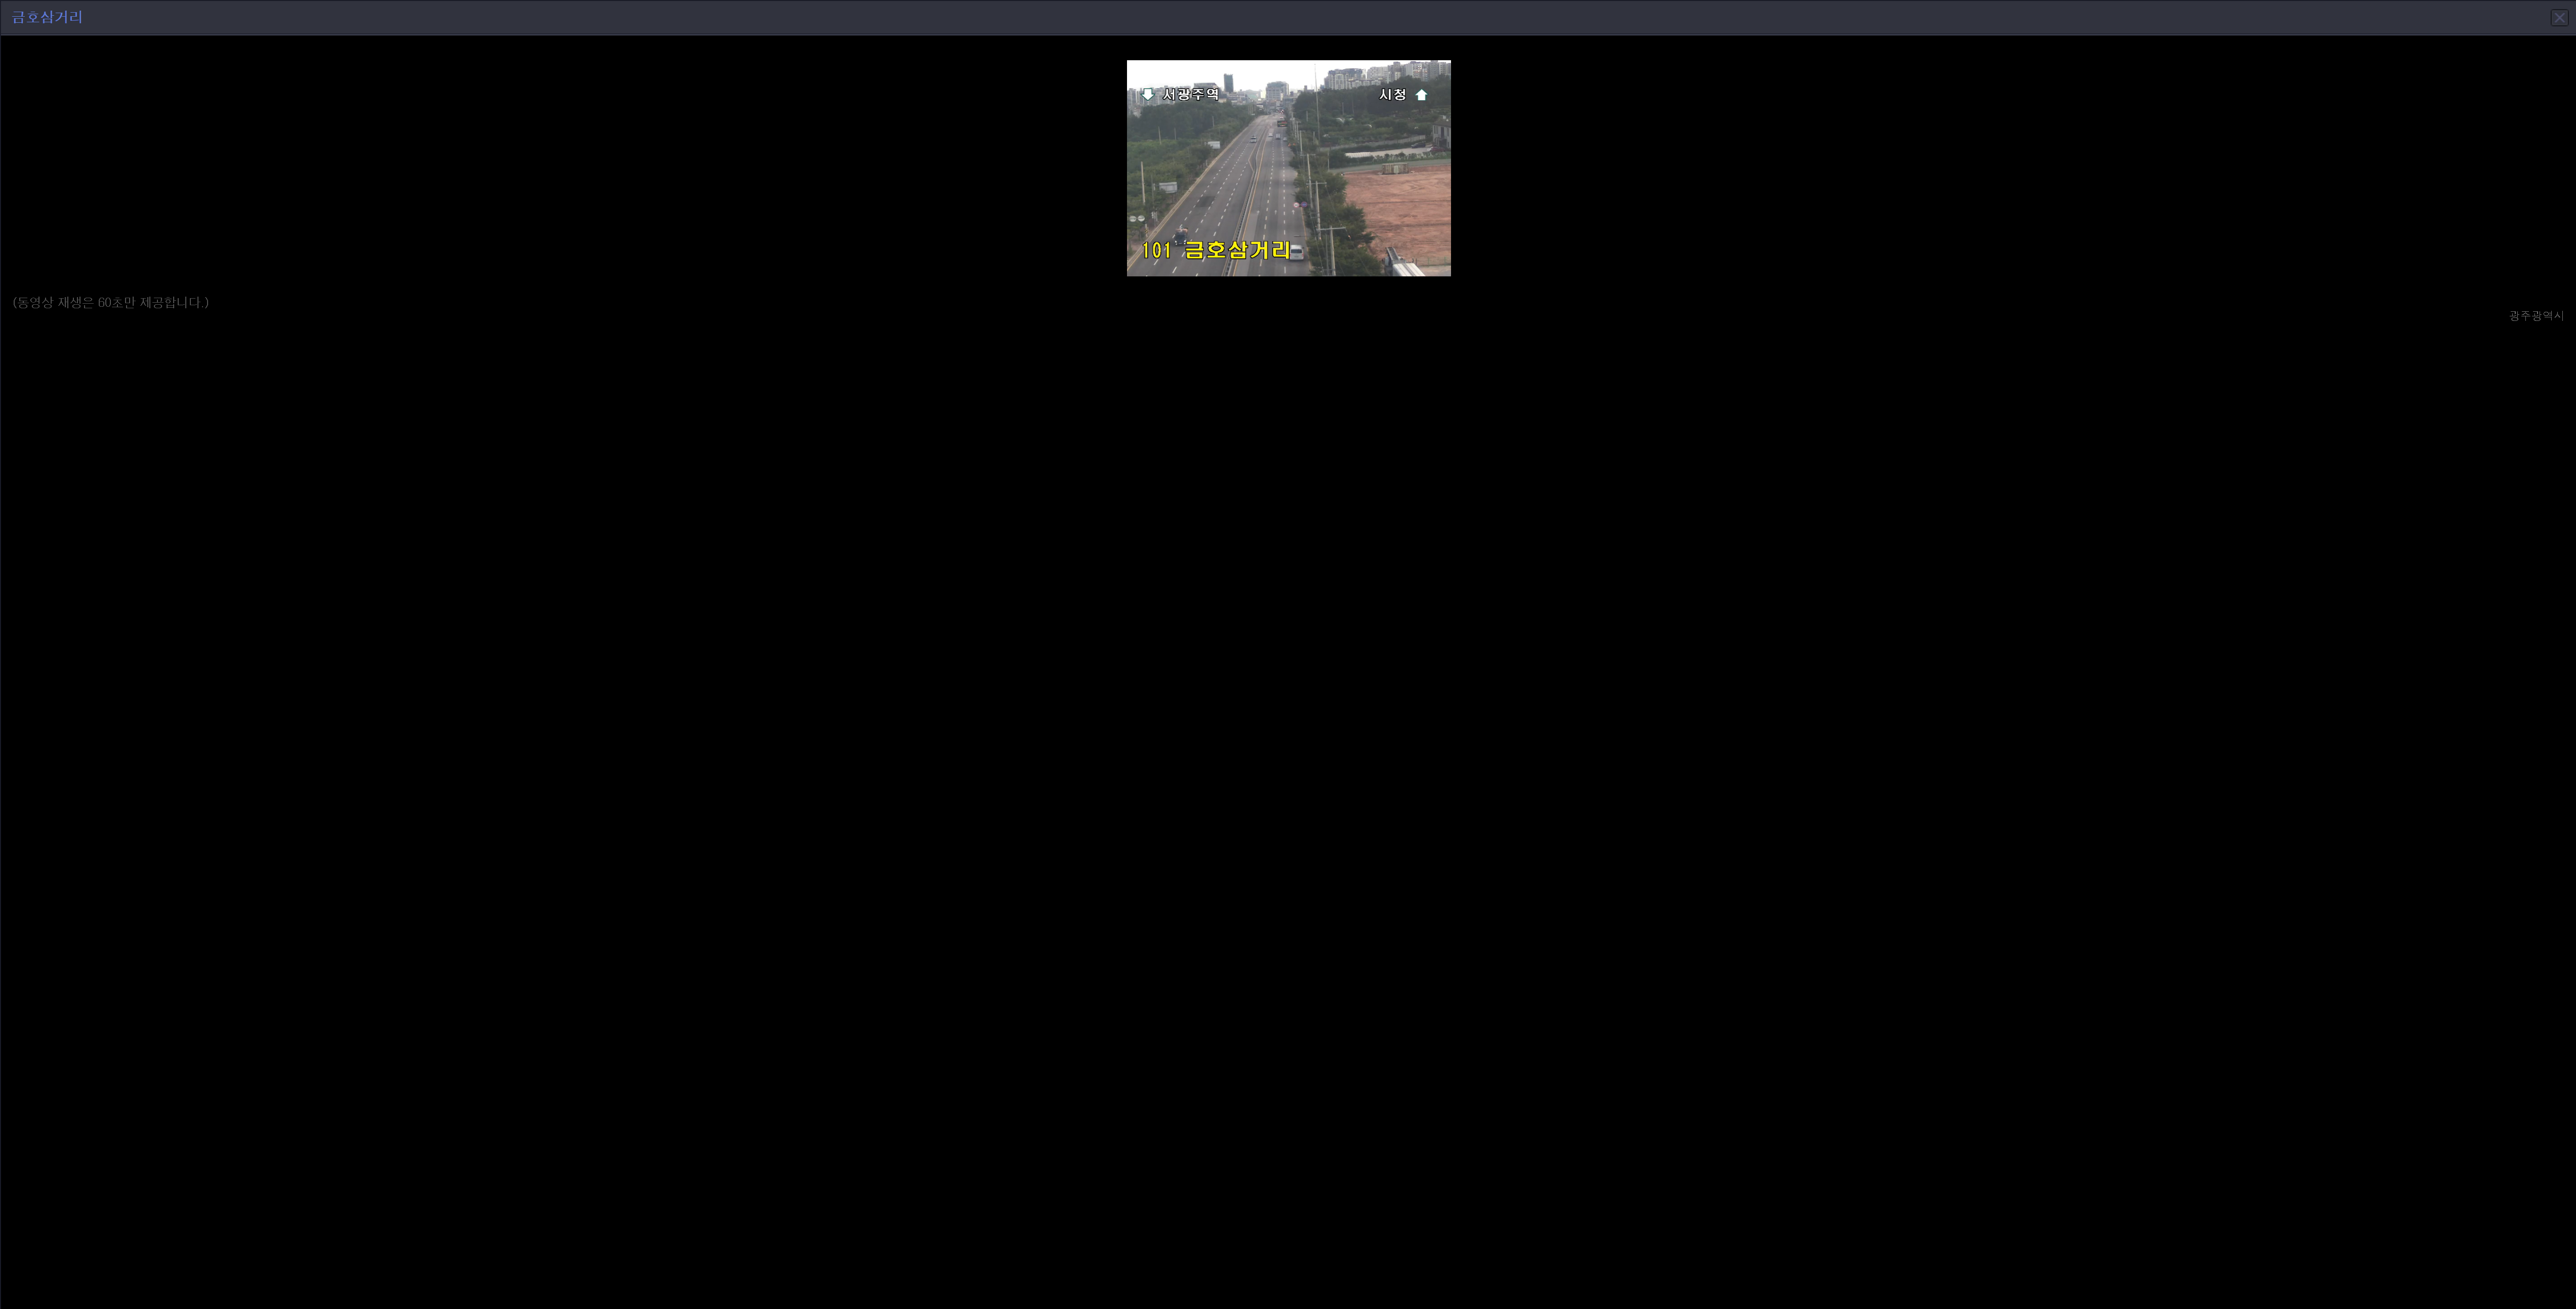 금호삼거리
서광주역
시청
101 금호삼거리
(동영상 재생은 60초만 제공합니다.)
광주광역시